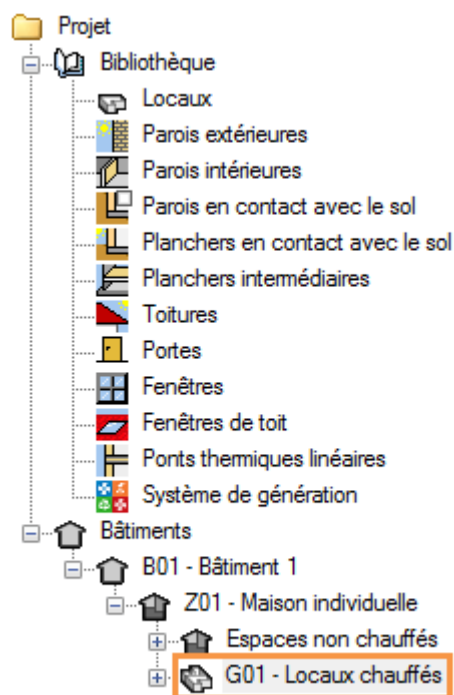 Projet
Bibliothèque
Locaux
Parois extérieures
Parois intérieures
Parois en contact avec le sol
Planchers en contact avec le sol
Planchers intermédiaires
Toitures
Portes
Fenêtres
Fenêtres de toit
Ponts thermiques linéaires
Système de génération
Bâtiments
B01 - Bâtiment 1
Z01 - Maison individuelle
Espaces non chauffés
G01 - Locaux chauffés